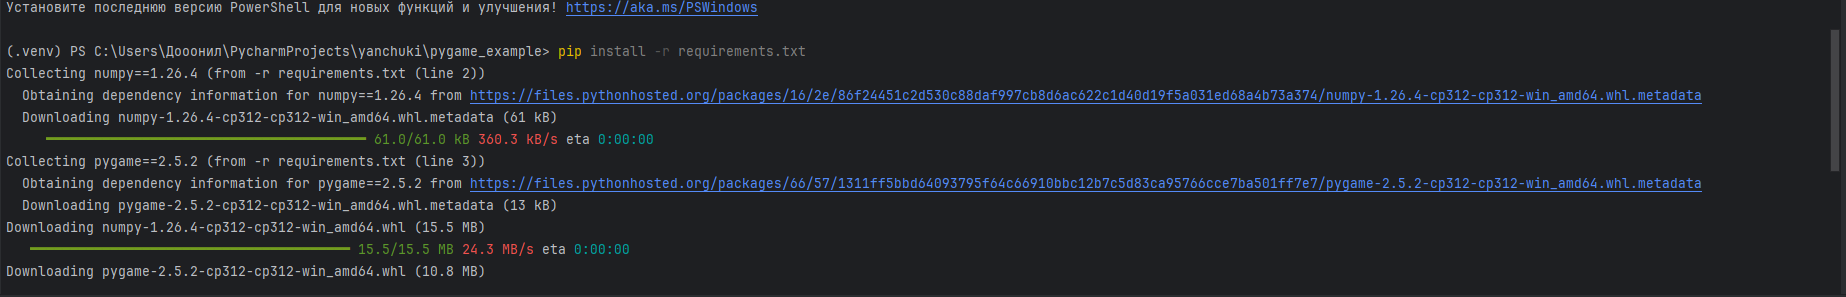 Установите последнюю версию PowerShell для новых функций и улучшения! https://aka.ms/PSWindows
(.venv) PS C:\Users\Дооонил\PycharmProjects\yanchuki\pygame_example> pip install -r requirements.txt
Collecting numpy==1.26.4 (from -r requirements.txt (line 2))
Obtaining dependency information for numpy==1.26.4 from https://files.pythonhosted.org/packages/16/2e/86f24451c2d530c88daf997cb8d6ac622c1d40d19f5a031ed68a4b73a374/numpy-1.26.4-cp312-cp312-win_amd64.whl.metadata
Downloading numpy-1.26.4-cp312-cp312-win_amd64.whl.metadata (61 kB)
61.0/61.0 kB 360.3 kB/s eta 0:00:00
Collecting pygame==2.5.2 (from -r requirements.txt (line 3))
Obtaining dependency information for pygame==2.5.2 from https://files.pythonhosted.org/packages/66/57/1311ff5bbd64093795f64c66910bbc12b7c5d83ca95766cce7ba501ff7e7/pygame-2.5.2-cp312-cp312-win_amd64.whl.metadata
Downloading pygame-2.5.2-cp312-cp312-win_amd64.whl.metadata (13 kB)
Downloading numpy-1.26.4-cp312-cp312-win_amd64.whl (15.5 MB)
15.5/15.5 MB 24.3 MB/s eta 0:00:00
Downloading pygame-2.5.2-cp312-cp312-win_amd64.whl (10.8 MB)